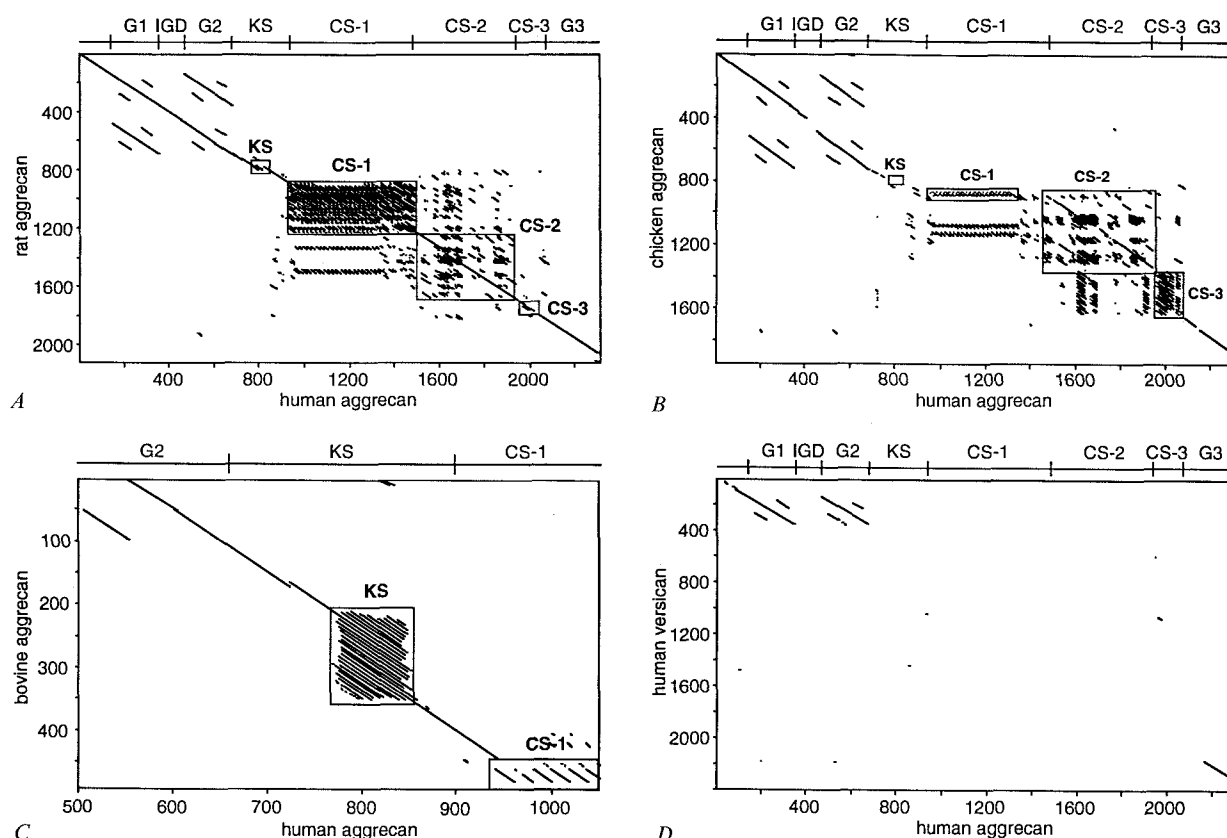 G1 IGD G2 KS CS-1 CS-2 CS-3 G3
400
800
1200
1600
2000
rat aggrecan
KS
CS-1
CS-2
CS-3
400 800 1200 1600 2000
human aggrecan
A
G1 IGD G2 KS CS-1 CS-2 CS-3 G3
400
800
1200
1600
chicken aggrecan
KS
CS-1
CS-2
CS-3
400 800 1200 1600 2000
human aggrecan
B
G2 KS CS-1
100
200
300
400
bovine aggrecan
KS
CS-1
500 600 700 800 900 1000
human aggrecan
C
G1 IGD G2 KS CS-1 CS-2 CS-3 G3
400
800
1200
1600
2000
human versican
400 800 1200 1600 2000
human aggrecan
D